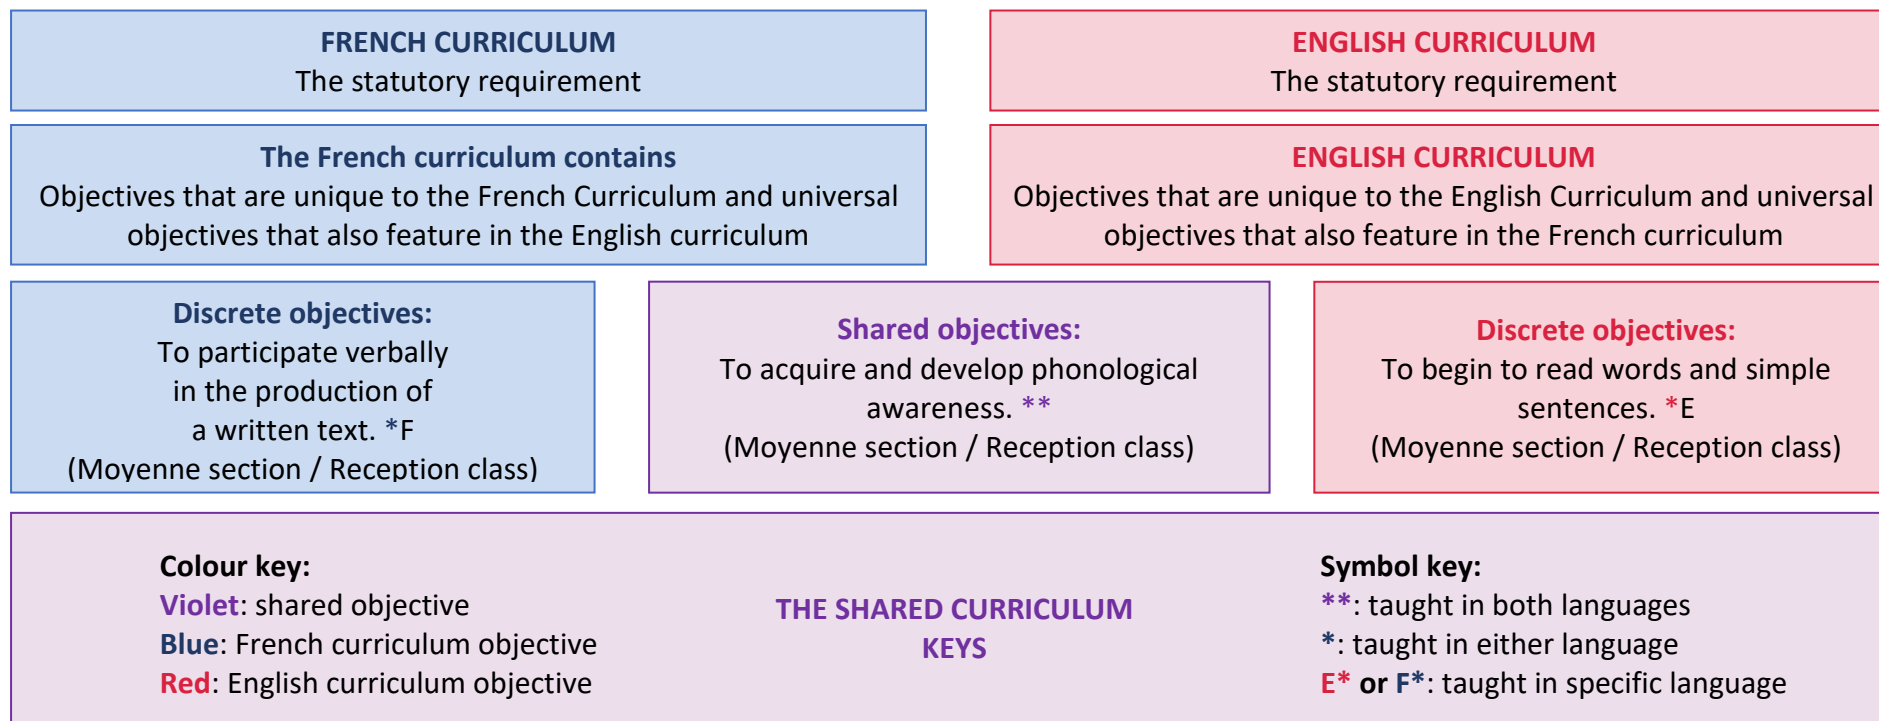 FRENCH CURRICULUM
The statutory requirement
ENGLISH CURRICULUM
The statutory requirement
The French curriculum contains
Objectives that are unique to the French Curriculum and universal
objectives that also feature in the English curriculum
ENGLISH CURRICULUM
Objectives that are unique to the English Curriculum and universal
objectives that also feature in the French curriculum
Discrete objectives:
To participate verbally
in the production of
a written text. *F
(Moyenne section / Reception class)
Shared objectives:
To acquire and develop phonological
awareness. **
(Moyenne section / Reception class)
Discrete objectives:
To begin to read words and simple
sentences. *E
(Moyenne section / Reception class)
Colour key:
Violet: shared objective
Blue: French curriculum objective
Red: English curriculum objective
THE SHARED CURRICULUM
KEYS
Symbol key:
**: taught in both languages
*: taught in either language
E* or F*: taught in specific language